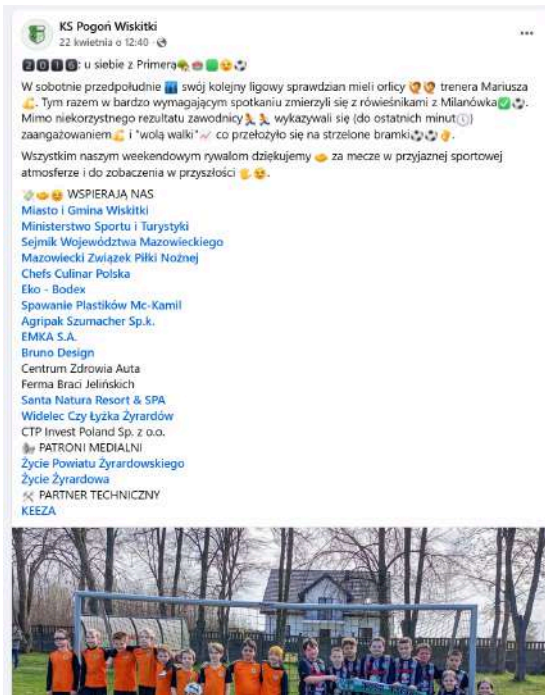 KS Pogoń Wiskitki
22 kwietnia o 12:40 ·
2016: u siebie z Primerą
W sobotnie przedpołudnie swój kolejny ligowy sprawdzian mieli orlicy trenera Mariusza
. Tym razem w bardzo wymagającym spotkaniu zmierzyli się z rówieśnikami z Milanówka .
Mimo niekorzystnego rezultatu zawodnicy wykazywali się (do ostatnich minut )
zaangażowaniem i "wolą walki" co przełożyło się na strzelone bramki .
Wszystkim naszym weekendowym rywalom dziękujemy za mecze w przyjaznej sportowej
atmosferze i do zobaczenia w przyszłości .
WSPIERAJĄ NAS
Miasto i Gmina Wiskitki
Ministerstwo Sportu i Turystyki
Sejmik Województwa Mazowieckiego
Mazowiecki Związek Piłki Nożnej
Chefs Culinar Polska
Eko - Bodex
Spawanie Plastików Mc-Kamil
Agripak Szumacher Sp.k.
EMKA S.A.
Bruno Design
Centrum Zdrowia Auta
Ferma Braci Jelińskich
Santa Natura Resort & SPA
Widelec Czy Łyżka Żyrardów
CTP Invest Poland Sp. z o.o.
PATRONI MEDIALNI
Życie Powiatu Żyrardowskiego
Życie Żyrardowa
PARTNER TECHNICZNY
KEEZA